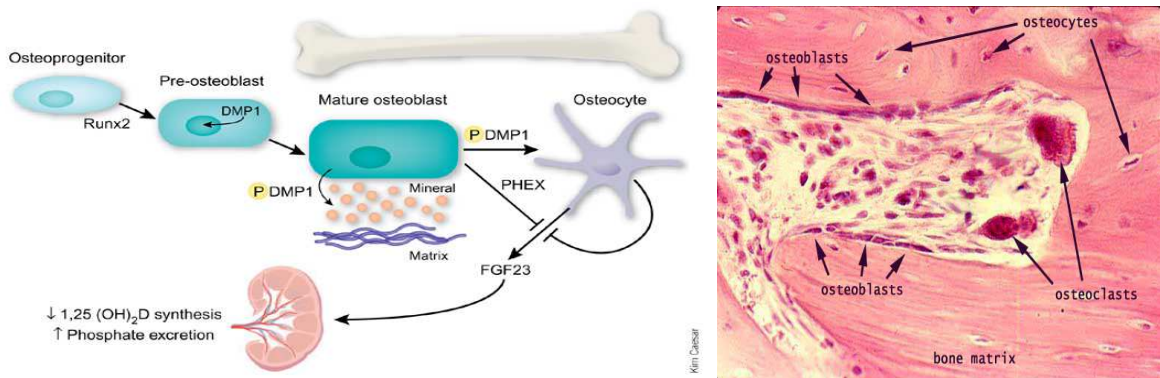 Osteoprogenitor
Runx2
Pre-osteoblast
DMP1
Mature osteoblast
Osteocyte
P DMP1
PHEX
P DMP1
Mineral
Matrix
FGF23
↓ 1,25 (OH)₂D synthesis
↑ Phosphate excretion
Kim Caesar
osteocytes
osteoblasts
osteoblasts
osteoclasts
bone matrix